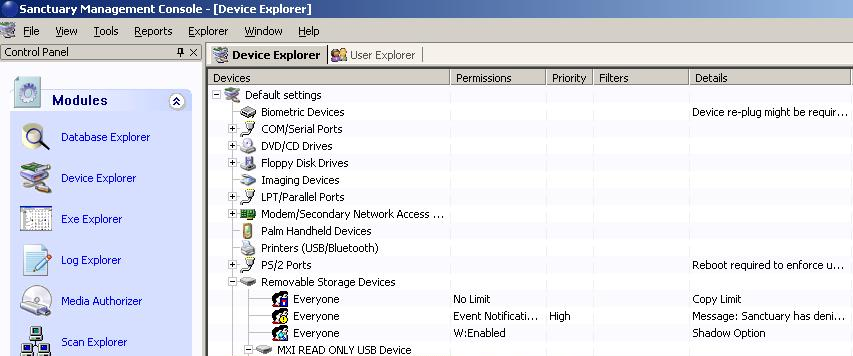 Sanctuary Management Console - [Device Explorer]
File View Tools Reports Explorer Window Help
Control Panel
Device Explorer User Explorer
Modules
Database Explorer
Device Explorer
Exe Explorer
Log Explorer
Media Authorizer
Scan Explorer
Devices Permissions Priority Filters Details
Default settings
Biometric Devices Device re-plug might be requir...
COM/Serial Ports
DVD/CD Drives
Floppy Disk Drives
Imaging Devices
LPT/Parallel Ports
Modem/Secondary Network Access ...
Palm Handheld Devices
Printers (USB/Bluetooth)
PS/2 Ports Reboot required to enforce u...
Removable Storage Devices
Everyone No Limit Copy Limit
Everyone Event Notificati... High Message: Sanctuary has deni...
Everyone W:Enabled Shadow Option
MXI READ ONLY USB Device